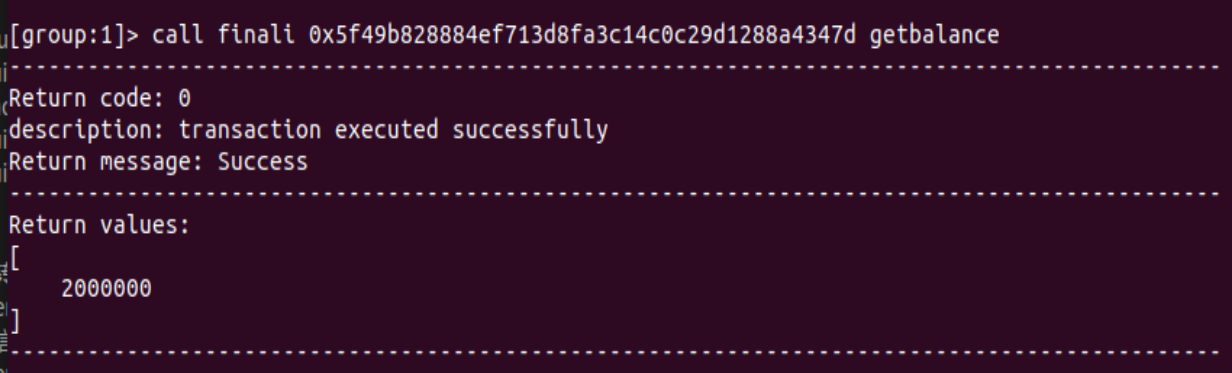 [group:1]> call finali 0x5f49b828884ef713d8fa3c14c0c29d1288a4347d getbalance
---------------------------------------------------------------------------------------------
Return code: 0
description: transaction executed successfully
Return message: Success
---------------------------------------------------------------------------------------------
Return values:
[
    2000000
]
---------------------------------------------------------------------------------------------